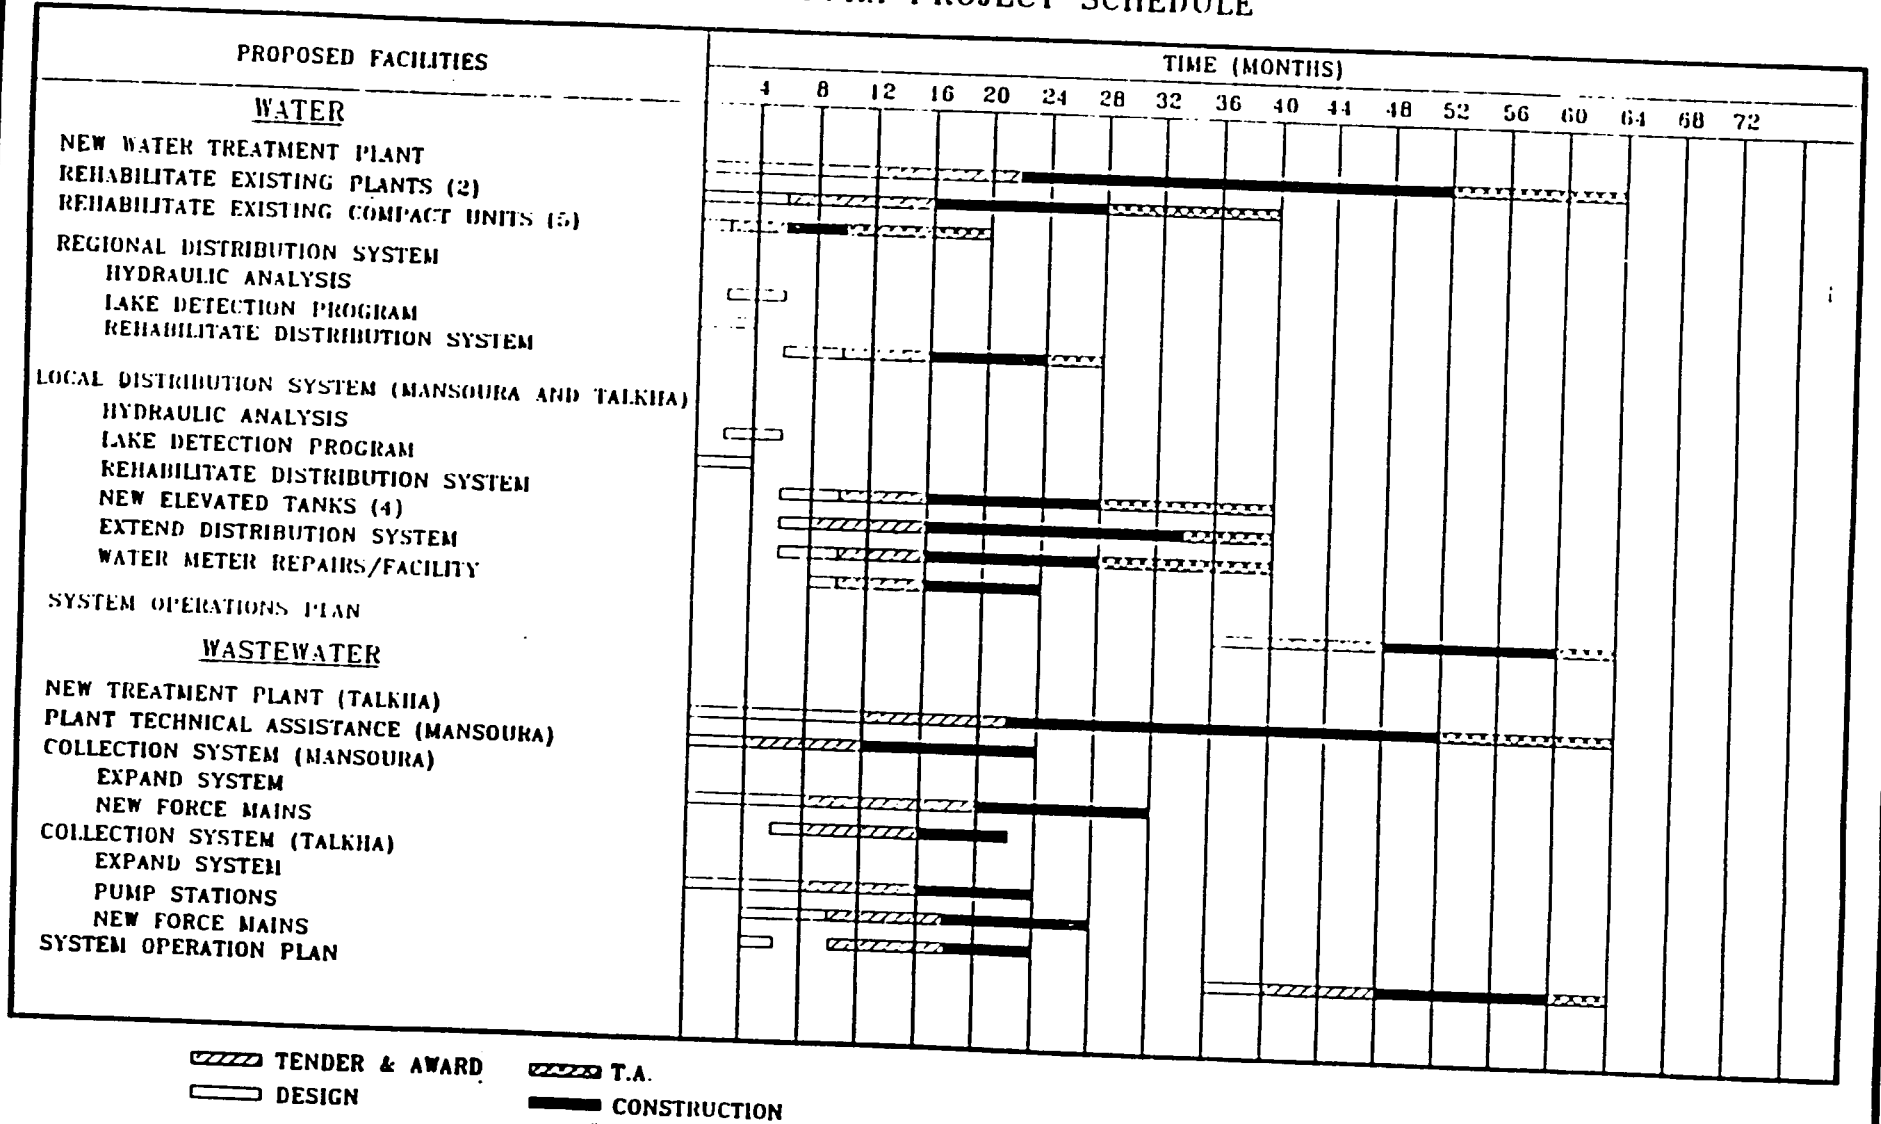 PROJECT SCHEDULE
PROPOSED FACILITIES
TIME (MONTHS)
4 8 12 16 20 24 28 32 36 40 44 48 52 56 60 64 68 72
WATER
NEW WATER TREATMENT PLANT
REHABILITATE EXISTING PLANTS (2)
REHABILITATE EXISTING COMPACT UNITS (5)
REGIONAL DISTRIBUTION SYSTEM
HYDRAULIC ANALYSIS
LAKE DETECTION PROGRAM
REHABILITATE DISTRIBUTION SYSTEM
LOCAL DISTRIBUTION SYSTEM (MANSOURA AND TALKHA)
HYDRAULIC ANALYSIS
LAKE DETECTION PROGRAM
REHABILITATE DISTRIBUTION SYSTEM
NEW ELEVATED TANKS (4)
EXTEND DISTRIBUTION SYSTEM
WATER METER REPAIRS/FACILITY
SYSTEM OPERATIONS PLAN
WASTEWATER
NEW TREATMENT PLANT (TALKHA)
PLANT TECHNICAL ASSISTANCE (MANSOURA)
COLLECTION SYSTEM (MANSOURA)
EXPAND SYSTEM
NEW FORCE MAINS
COLLECTION SYSTEM (TALKHA)
EXPAND SYSTEM
PUMP STATIONS
NEW FORCE MAINS
SYSTEM OPERATION PLAN
TENDER & AWARD
T.A.
DESIGN
CONSTRUCTION